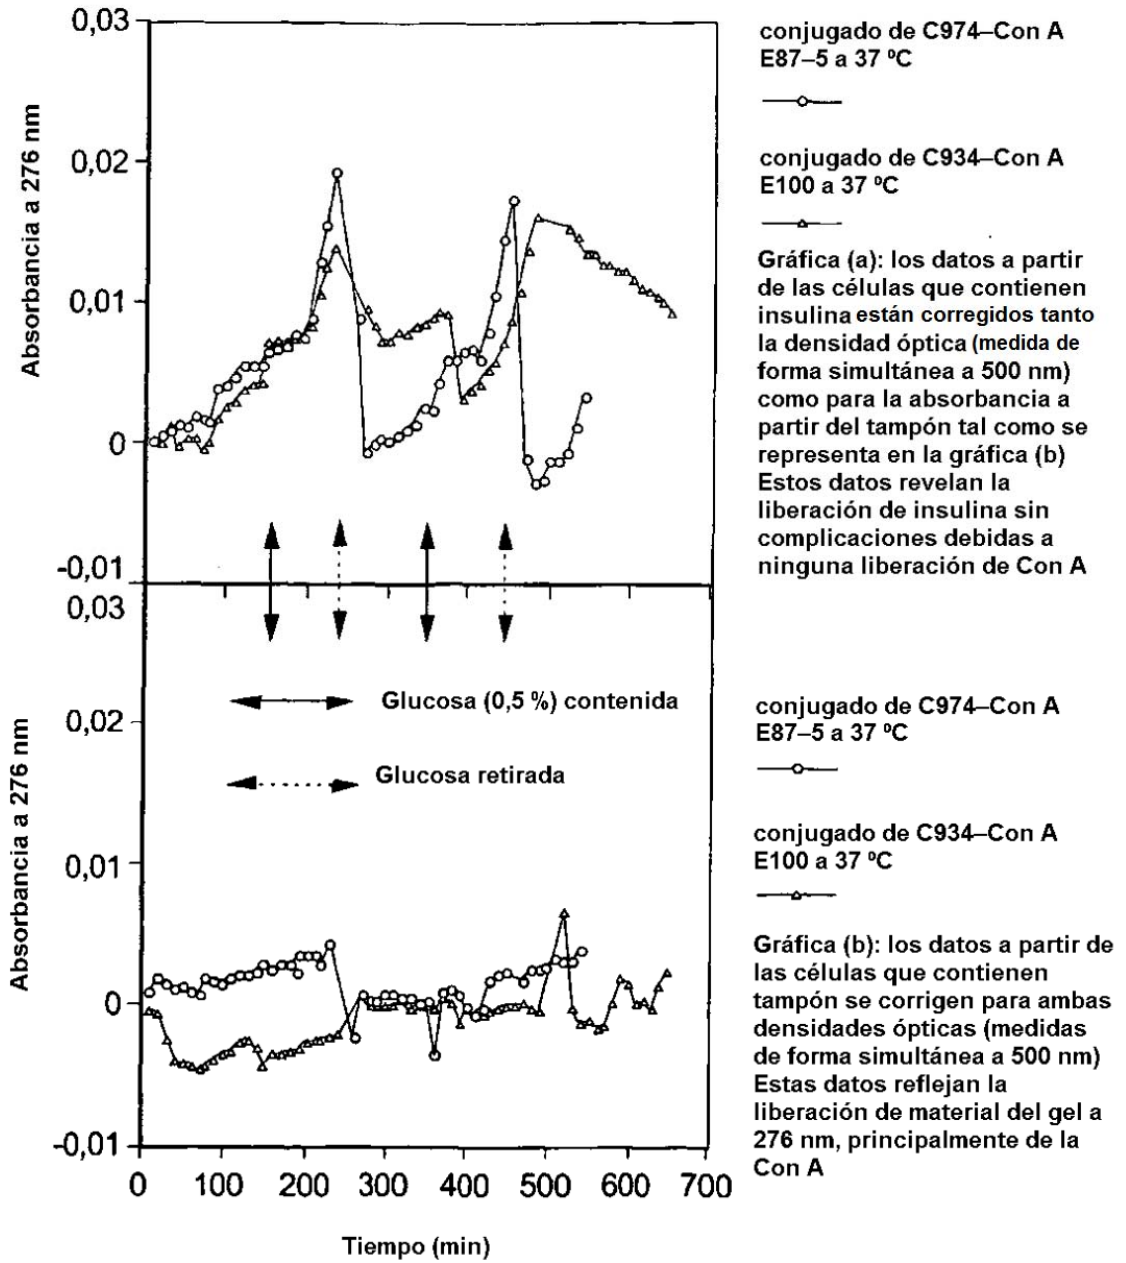 0,03
0,02
0,01
0
-0,01
Absorbancia a 276 nm
conjugado de C974–Con A
E87–5 a 37 ºC
conjugado de C934–Con A
E100 a 37 ºC
Gráfica (a): los datos a partir
de las células que contienen
insulina están corregidos tanto
la densidad óptica (medida de
forma simultánea a 500 nm)
como para la absorbancia a
partir del tampón tal como se
representa en la gráfica (b)
Estos datos revelan la
liberación de insulina sin
complicaciones debidas a
ninguna liberación de Con A
0,03
0,02
0,01
0
-0,01
Absorbancia a 276 nm
Glucosa (0,5 %) contenida
Glucosa retirada
conjugado de C974–Con A
E87–5 a 37 ºC
conjugado de C934–Con A
E100 a 37 ºC
Gráfica (b): los datos a partir de
las células que contienen
tampón se corrigen para ambas
densidades ópticas (medidas
de forma simultánea a 500 nm)
Estas datos reflejan la
liberación de material del gel a
276 nm, principalmente de la
Con A
0 100 200 300 400 500 600 700
Tiempo (min)